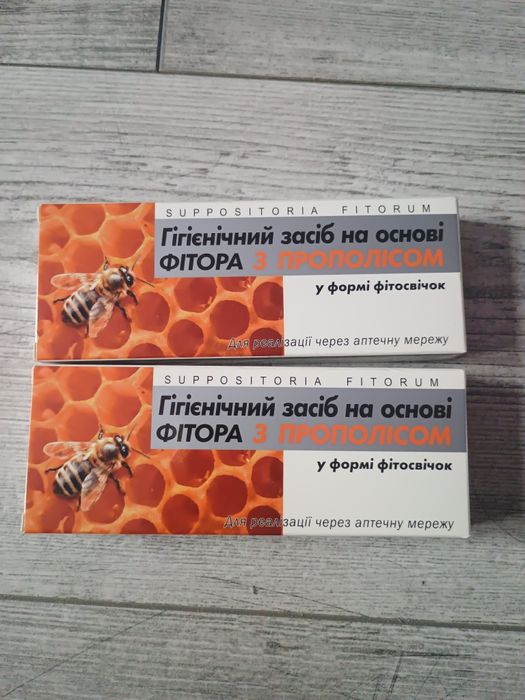 SUPPOSITORIA FITORUM
Гігієнічний засіб на основі
ФІТОРА З ПРОПОЛІСОМ
у формі фітосвічок
Для реалізації через аптечну мережу
SUPPOSITORIA FITORUM
Гігієнічний засіб на основі
ФІТОРА З ПРОПОЛІСОМ
у формі фітосвічок
Для реалізації через аптечну мережу